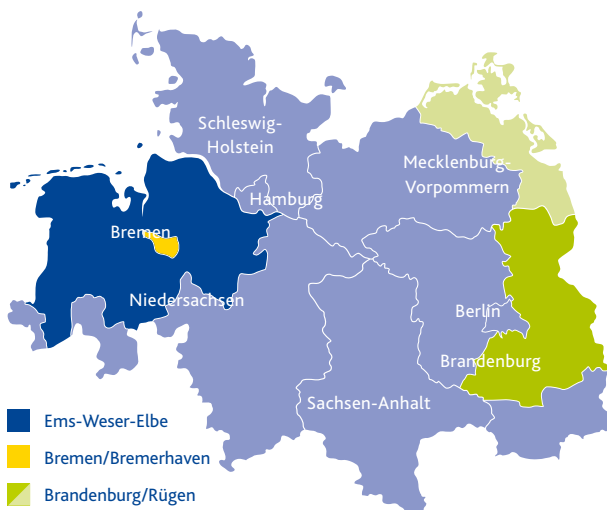 Schleswig-
Holstein
Mecklenburg-
Vorpommern
Hamburg
Bremen
Niedersachsen
Berlin
Brandenburg
Sachsen-Anhalt
Ems-Weser-Elbe
Bremen/Bremerhaven
Brandenburg/Rügen